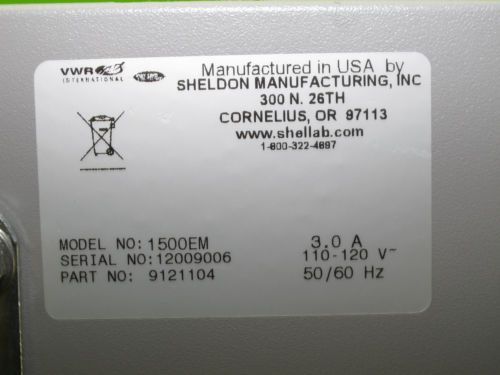 VWR
INTERNATIONAL
Manufactured in USA by
SHELDON MANUFACTURING, INC
300 N. 26TH
CORNELIUS, OR 97113
www.shellab.com
1-800-322-4897
MODEL NO: 1500EM
SERIAL NO: 12009006
PART NO: 9121104
3.0 A
110-120 V~
50/60 Hz